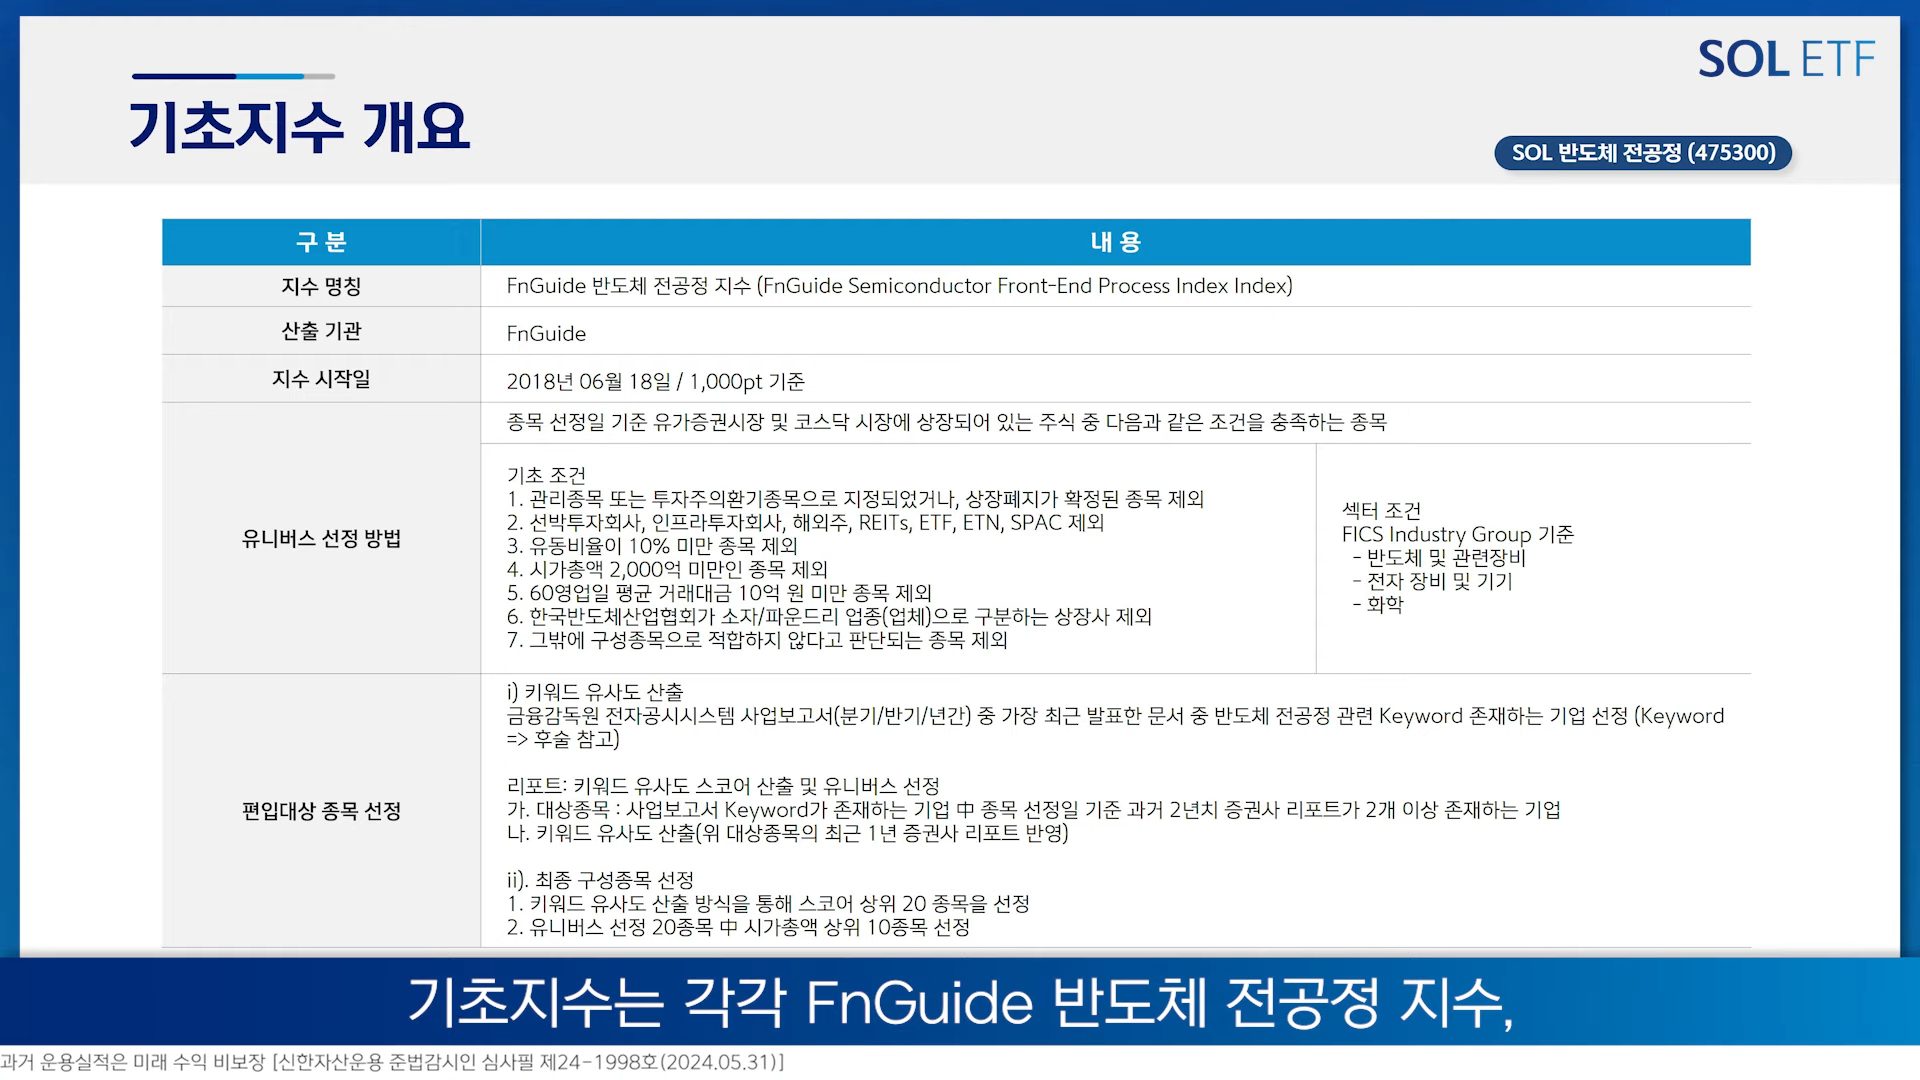 SOL ETF
기초지수 개요
SOL 반도체 전공정 (475300)
구 분
내 용
지수 명칭
FnGuide 반도체 전공정 지수 (FnGuide Semiconductor Front-End Process Index Index)
산출 기관
FnGuide
지수 시작일
2018년 06월 18일 / 1,000pt 기준
유니버스 선정 방법
종목 선정일 기준 유가증권시장 및 코스닥 시장에 상장되어 있는 주식 중 다음과 같은 조건을 충족하는 종목
기초 조건
1. 관리종목 또는 투자주의환기종목으로 지정되었거나, 상장폐지가 확정된 종목 제외
2. 선박투자회사, 인프라투자회사, 해외주, REITs, ETF, ETN, SPAC 제외
3. 유동비율이 10% 미만 종목 제외
4. 시가총액 2,000억 미만인 종목 제외
5. 60영업일 평균 거래대금 10억 원 미만 종목 제외
6. 한국반도체산업협회가 소자/파운드리 업종(업체)으로 구분하는 상장사 제외
7. 그밖에 구성종목으로 적합하지 않다고 판단되는 종목 제외
섹터 조건
FICS Industry Group 기준
- 반도체 및 관련장비
- 전자 장비 및 기기
- 화학
편입대상 종목 선정
i) 키워드 유사도 산출
금융감독원 전자공시시스템 사업보고서(분기/반기/년간) 중 가장 최근 발표한 문서 중 반도체 전공정 관련 Keyword 존재하는 기업 선정 (Keyword
=> 후술 참고)
리포트: 키워드 유사도 스코어 산출 및 유니버스 선정
가. 대상종목 : 사업보고서 Keyword가 존재하는 기업 中 종목 선정일 기준 과거 2년치 증권사 리포트가 2개 이상 존재하는 기업
나. 키워드 유사도 산출(위 대상종목의 최근 1년 증권사 리포트 반영)
ii). 최종 구성종목 선정
1. 키워드 유사도 산출 방식을 통해 스코어 상위 20 종목을 선정
2. 유니버스 선정 20종목 中 시가총액 상위 10종목 선정
기초지수는 각각 FnGuide 반도체 전공정 지수,
과거 운용실적은 미래 수익 비보장 [신한자산운용 준법감시인 심사필 제24-1998호(2024.05.31)]